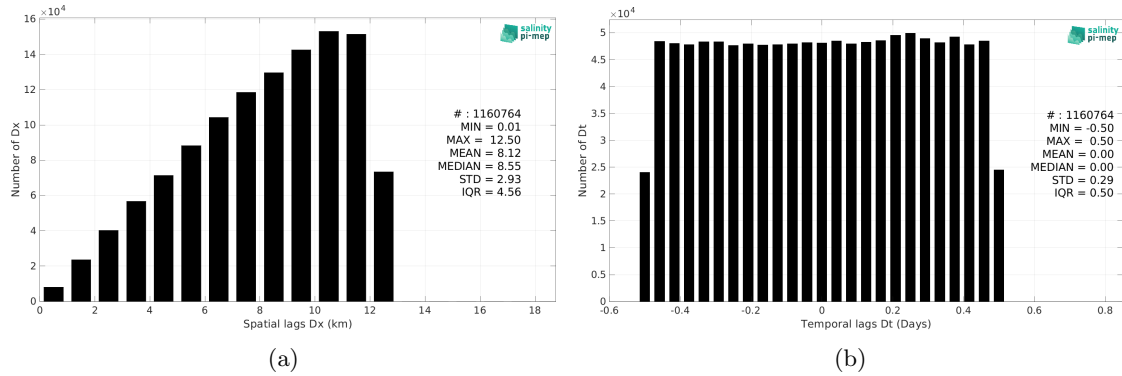 ×10⁴
16
14
12
10
8
6
4
2
0
0 2 4 6 8 10 12 14 16 18
Number of Dx
Spatial lags Dx (km)
salinity
pi-mep
# : 1160764
MIN = 0.01
MAX = 12.50
MEAN = 8.12
MEDIAN = 8.55
STD = 2.93
IQR = 4.56
(a)
×10⁴
5
4.5
4
3.5
3
2.5
2
1.5
1
0.5
0
-0.6 -0.4 -0.2 0 0.2 0.4 0.6 0.8
Number of Dt
Temporal lags Dt (Days)
salinity
pi-mep
# : 1160764
MIN = -0.50
MAX = 0.50
MEAN = 0.00
MEDIAN = 0.00
STD = 0.29
IQR = 0.50
(b)